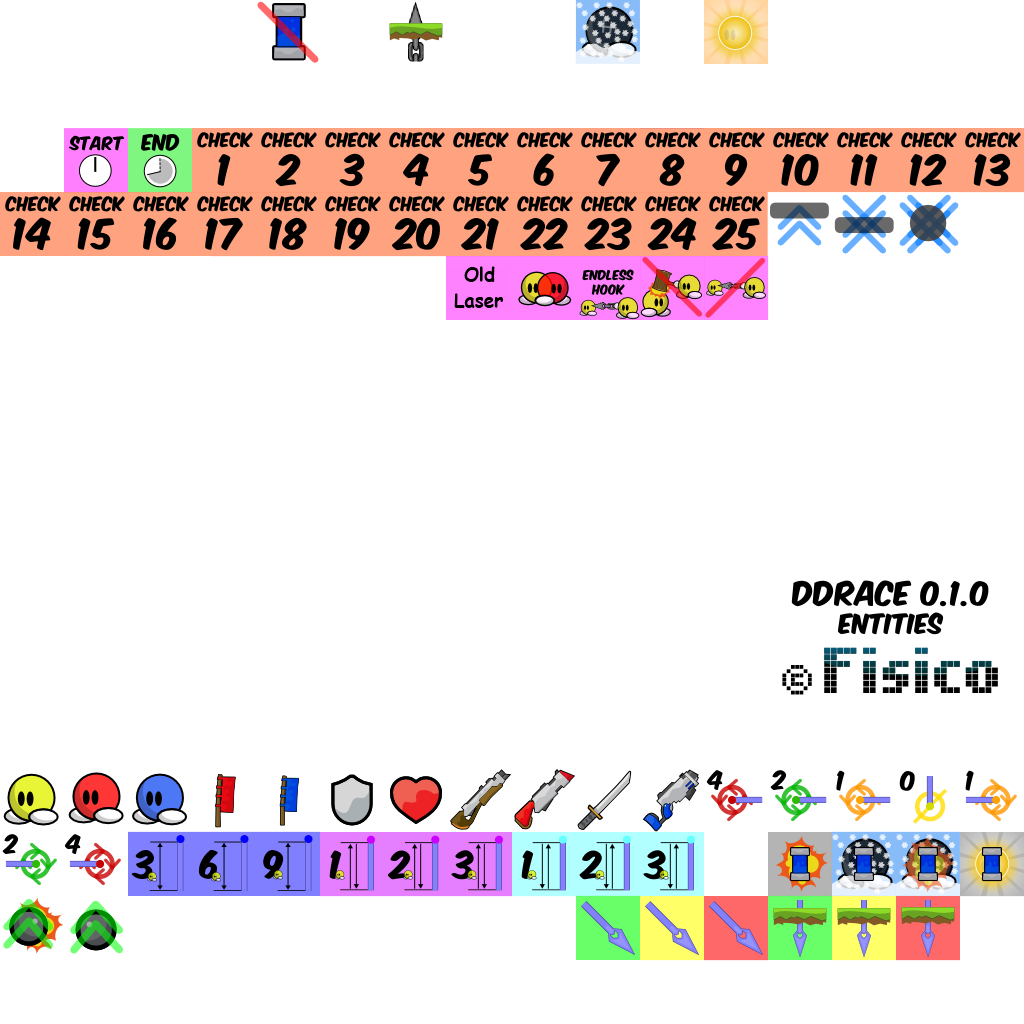 START END CHECK CHECK CHECK CHECK CHECK CHECK CHECK CHECK CHECK CHECK CHECK CHECK CHECK
1 2 3 4 5 6 7 8 9 10 11 12 13
CHECK CHECK CHECK CHECK CHECK CHECK CHECK CHECK CHECK CHECK CHECK CHECK
14 15 16 17 18 19 20 21 22 23 24 25
Old
Laser
ENDLESS
HOOK
DDRACE 0.1.0
ENTITIES
© Fisico
4 2 1 0 1
2 4 3 6 9 1 2 3 1 2 3